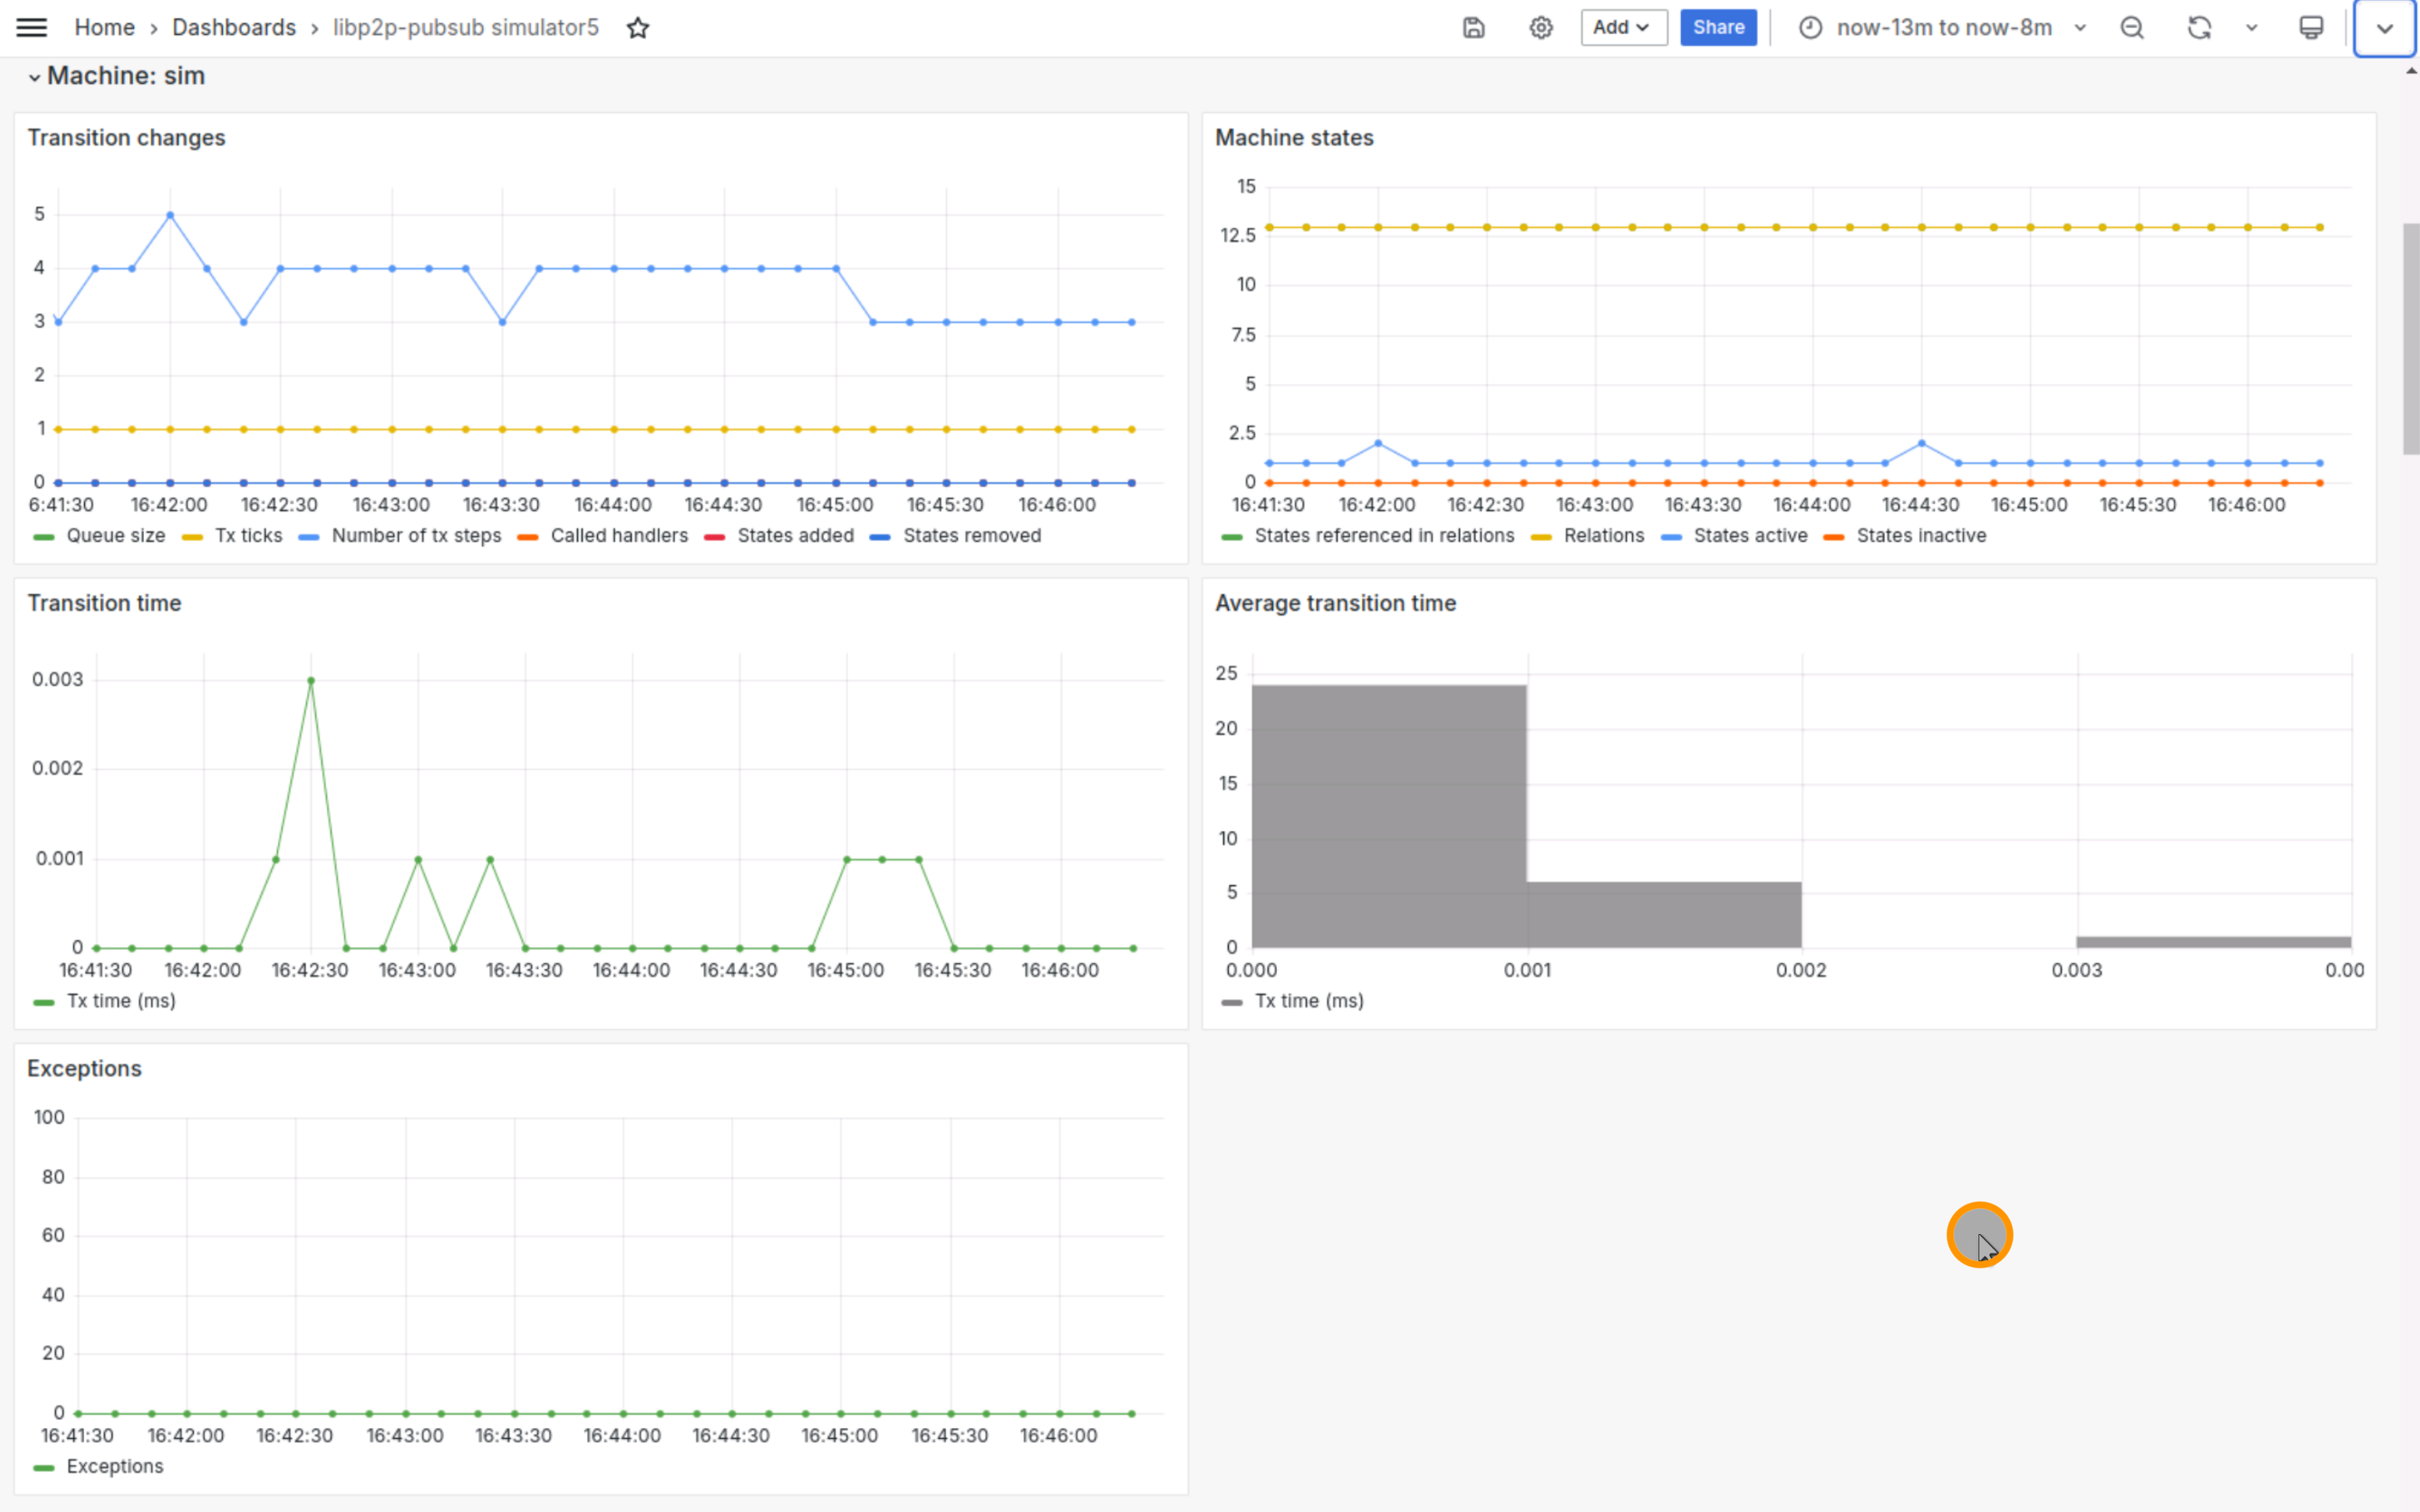 Home › Dashboards › libp2p-pubsub simulator5 Add Share now-13m to now-8m
Machine: sim
Transition changes
5
4
3
2
1
0
6:41:30 16:42:00 16:42:30 16:43:00 16:43:30 16:44:00 16:44:30 16:45:00 16:45:30 16:46:00
Queue size Tx ticks Number of tx steps Called handlers States added States removed
Machine states
15
12.5
10
7.5
5
2.5
0
16:41:30 16:42:00 16:42:30 16:43:00 16:43:30 16:44:00 16:44:30 16:45:00 16:45:30 16:46:00
States referenced in relations Relations States active States inactive
Transition time
0.003
0.002
0.001
0
16:41:30 16:42:00 16:42:30 16:43:00 16:43:30 16:44:00 16:44:30 16:45:00 16:45:30 16:46:00
Tx time (ms)
Average transition time
25
20
15
10
5
0
0.000 0.001 0.002 0.003 0.00
Tx time (ms)
Exceptions
100
80
60
40
20
0
16:41:30 16:42:00 16:42:30 16:43:00 16:43:30 16:44:00 16:44:30 16:45:00 16:45:30 16:46:00
Exceptions